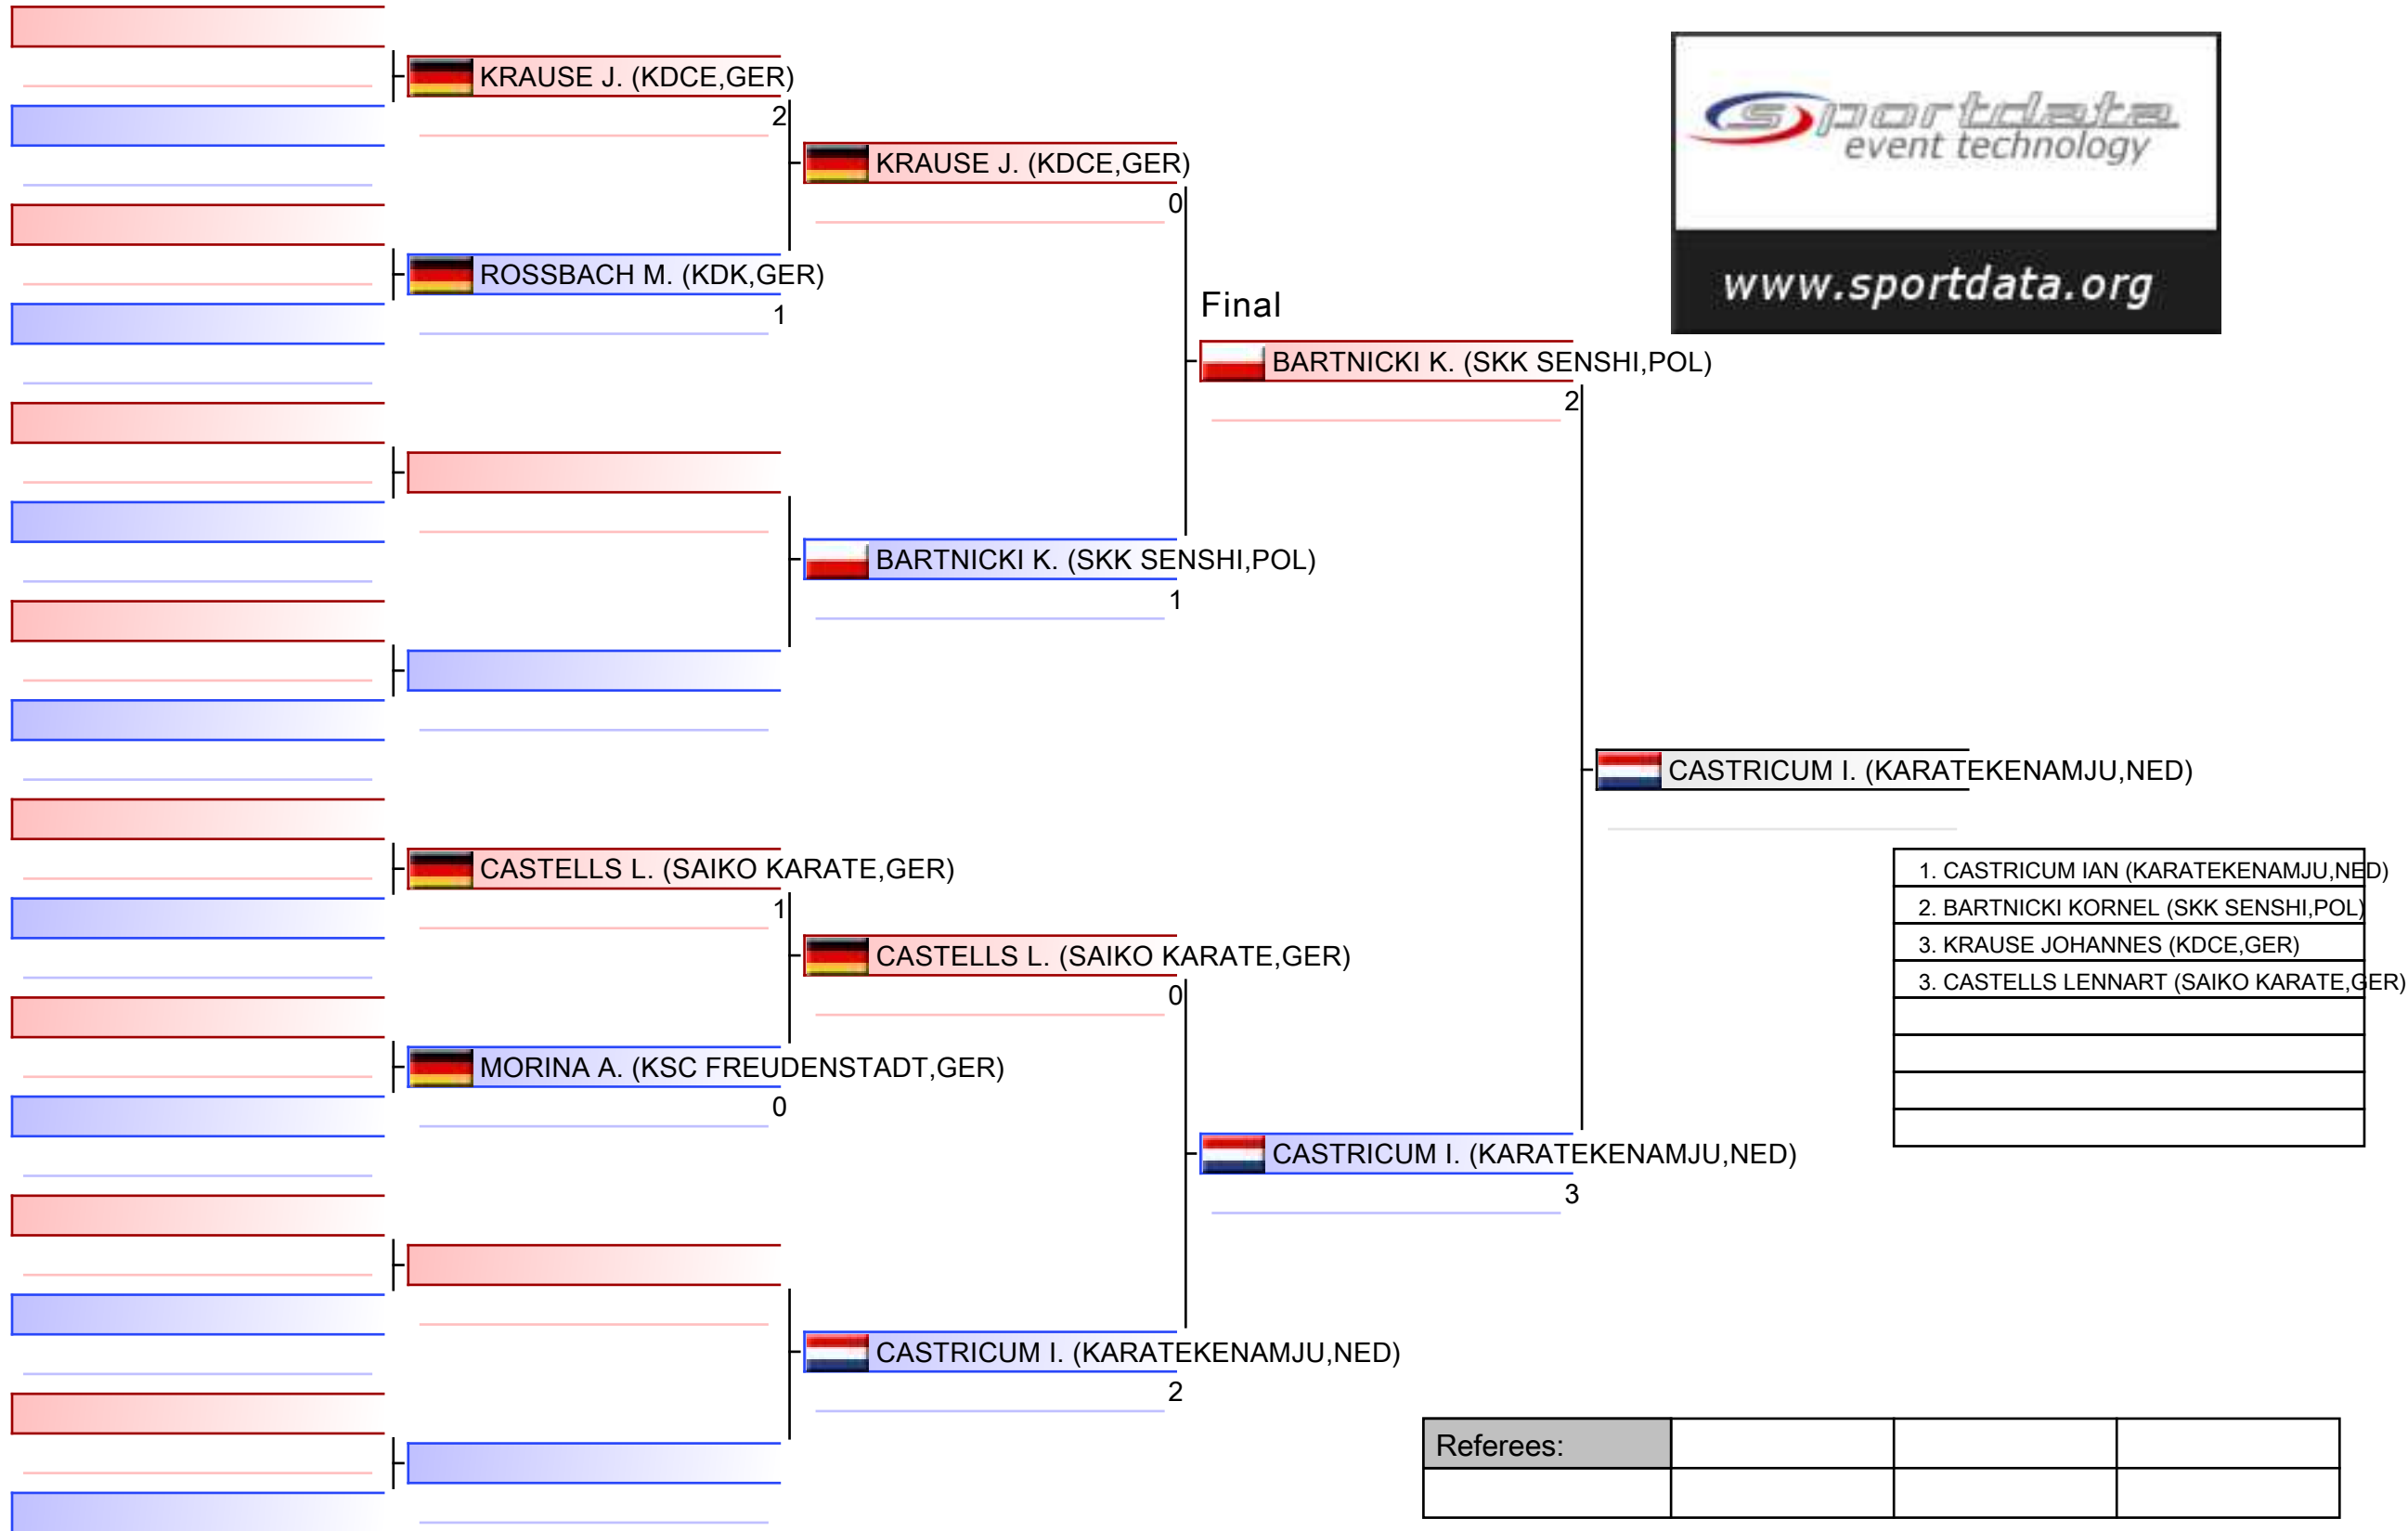 KRAUSE J. (KDCE,GER)
2
KRAUSE J. (KDCE,GER)
0
ROSSBACH M. (KDK,GER)
1
sportdata
event technology
www.sportdata.org
Final
BARTNICKI K. (SKK SENSHI,POL)
2
BARTNICKI K. (SKK SENSHI,POL)
1
CASTRICUM I. (KARATEKENAMJU,NED)
CASTELLS L. (SAIKO KARATE,GER)
1
CASTELLS L. (SAIKO KARATE,GER)
0
MORINA A. (KSC FREUDENSTADT,GER)
0
CASTRICUM I. (KARATEKENAMJU,NED)
3
CASTRICUM I. (KARATEKENAMJU,NED)
2
1. CASTRICUM IAN (KARATEKENAMJU,NED)
2. BARTNICKI KORNEL (SKK SENSHI,POL)
3. KRAUSE JOHANNES (KDCE,GER)
3. CASTELLS LENNART (SAIKO KARATE,GER)
Referees: